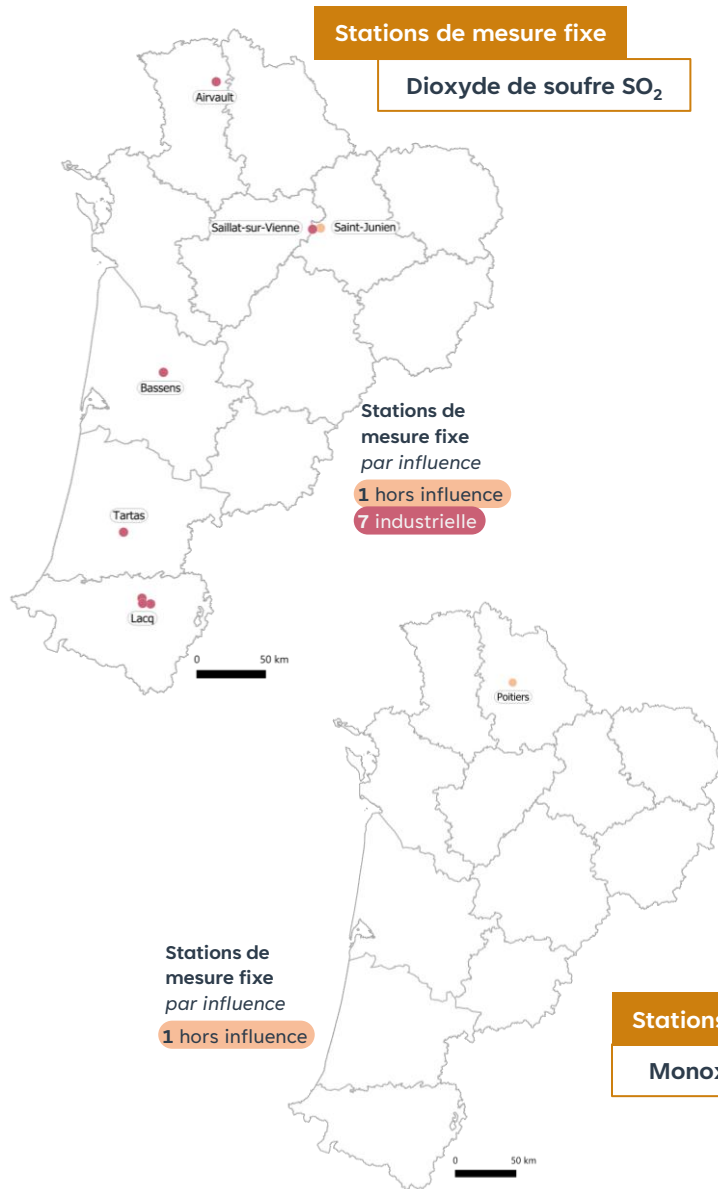 Stations de mesure fixe
Dioxyde de soufre SO₂
Airvault
Saillat-sur-Vienne
Saint-Junien
Bassens
Stations de
mesure fixe
par influence
1 hors influence
7 industrielle
Tartas
Lacq
0 50 km
Poitiers
Stations de
mesure fixe
par influence
1 hors influence
Stations
Monox
0 50 km